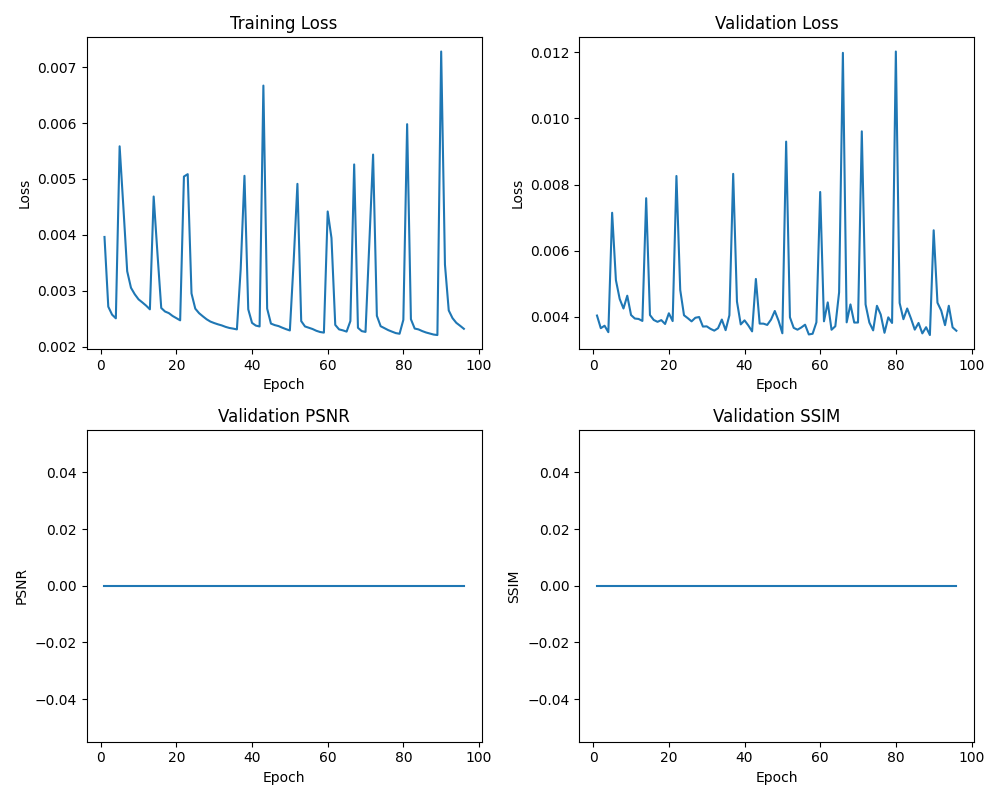 Training Loss
0.007
0.006
0.005
0.004
0.003
0.002
Loss
0 20 40 60 80 100
Epoch
Validation Loss
0.012
0.010
0.008
0.006
0.004
Loss
0 20 40 60 80 100
Epoch
Validation PSNR
0.04
0.02
0.00
−0.02
−0.04
PSNR
0 20 40 60 80 100
Epoch
Validation SSIM
0.04
0.02
0.00
−0.02
−0.04
SSIM
0 20 40 60 80 100
Epoch